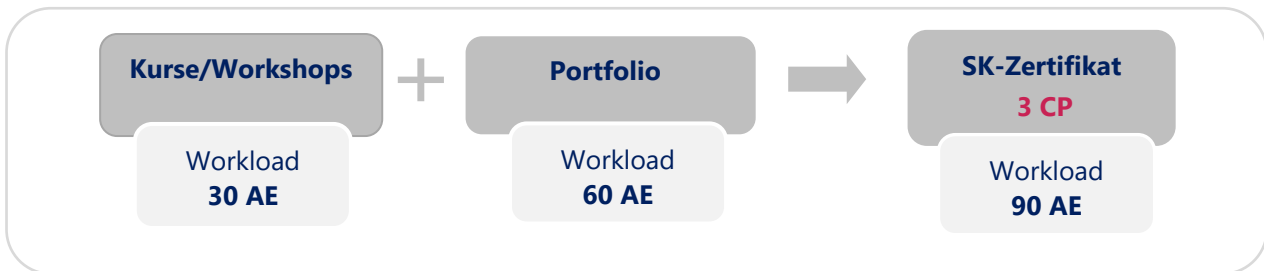 Kurse/Workshops
Workload
30 AE
+
Portfolio
Workload
60 AE
SK-Zertifikat
3 CP
Workload
90 AE